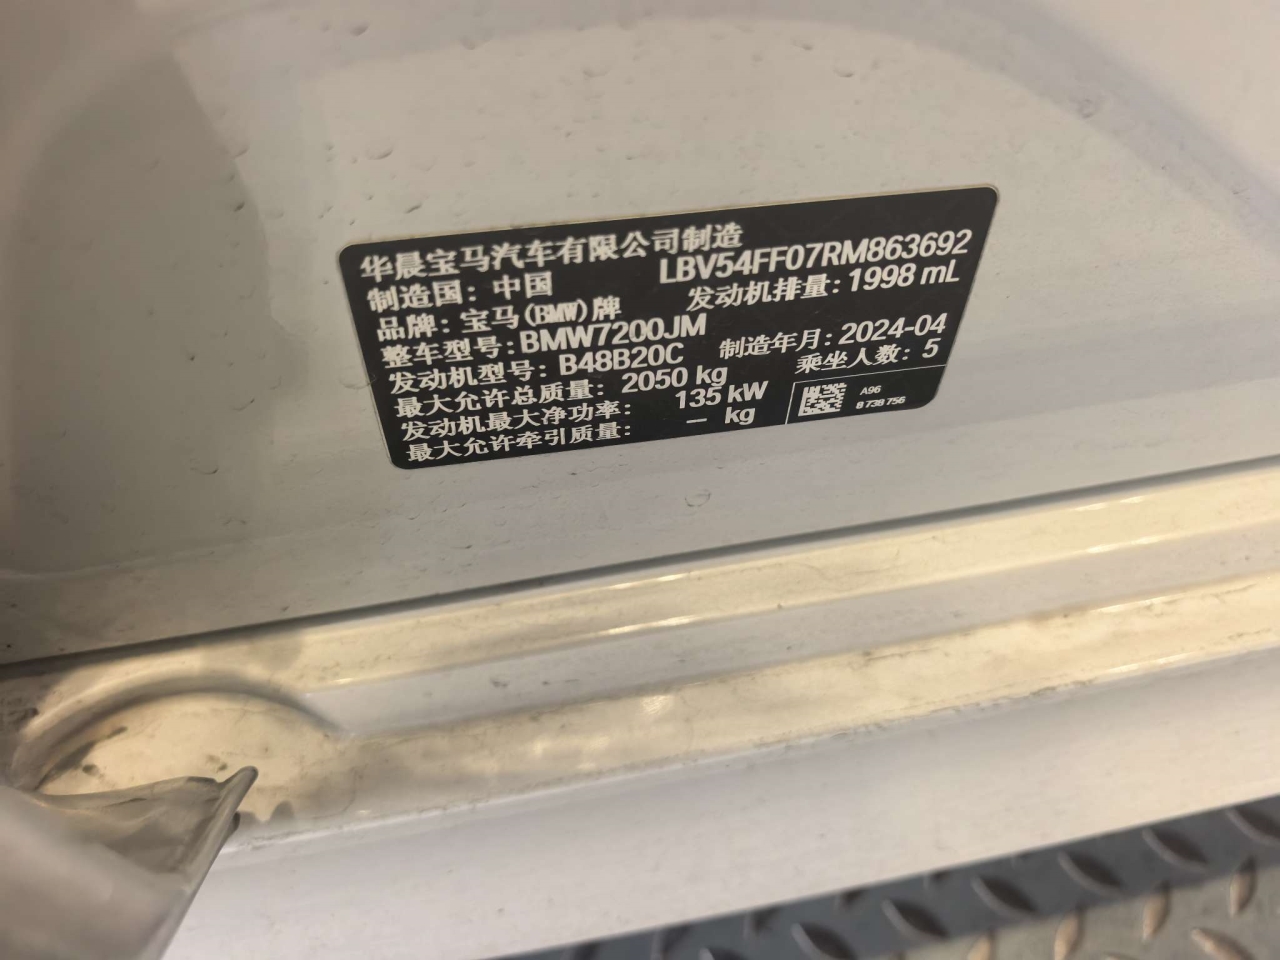 华晨宝马汽车有限公司制造
制造国：中国 LBV54FF07RM863692
品牌：宝马(BMW)牌 发动机排量：1998 mL
整车型号：BMW7200JM
发动机型号：B48B20C 制造年月：2024-04
最大允许总质量：2050 kg 乘坐人数：5
发动机最大净功率：135 kW
最大允许牵引质量：— kg
A96
8 738 756